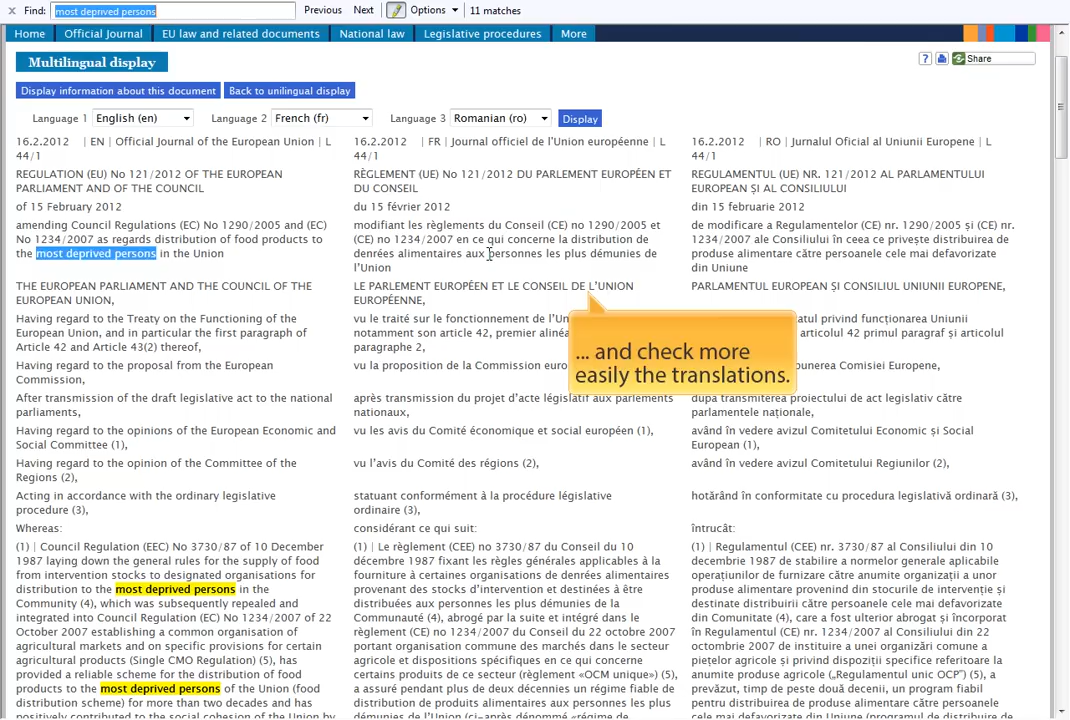 Find: most deprived persons Previous Next Options 11 matches
Home Official Journal EU law and related documents National law Legislative procedures More
Multilingual display
? Share
Display information about this document Back to unilingual display
Language 1 English (en) Language 2 French (fr) Language 3 Romanian (ro) Display
16.2.2012 | EN | Official Journal of the European Union | L
44/1
REGULATION (EU) No 121/2012 OF THE EUROPEAN
PARLIAMENT AND OF THE COUNCIL
of 15 February 2012
amending Council Regulations (EC) No 1290/2005 and (EC)
No 1234/2007 as regards distribution of food products to
the most deprived persons in the Union
THE EUROPEAN PARLIAMENT AND THE COUNCIL OF THE
EUROPEAN UNION,
Having regard to the Treaty on the Functioning of the
European Union, and in particular the first paragraph of
Article 42 and Article 43(2) thereof,
Having regard to the proposal from the European
Commission,
After transmission of the draft legislative act to the national
parliaments,
Having regard to the opinions of the European Economic and
Social Committee (1),
Having regard to the opinion of the Committee of the
Regions (2),
Acting in accordance with the ordinary legislative
procedure (3),
Whereas:
(1) | Council Regulation (EEC) No 3730/87 of 10 December
1987 laying down the general rules for the supply of food
from intervention stocks to designated organisations for
distribution to the most deprived persons in the
Community (4), which was subsequently repealed and
integrated into Council Regulation (EC) No 1234/2007 of 22
October 2007 establishing a common organisation of
agricultural markets and on specific provisions for certain
agricultural products (Single CMO Regulation) (5), has
provided a reliable scheme for the distribution of food
products to the most deprived persons of the Union (food
distribution scheme) for more than two decades and has
positively contributed to the social cohesion of the Union by
16.2.2012 | FR | Journal officiel de l’Union européenne | L
44/1
RÈGLEMENT (UE) No 121/2012 DU PARLEMENT EUROPÉEN ET
DU CONSEIL
du 15 février 2012
modifiant les règlements du Conseil (CE) no 1290/2005 et
(CE) no 1234/2007 en ce qui concerne la distribution de
denrées alimentaires aux personnes les plus démunies de
l’Union
LE PARLEMENT EUROPÉEN ET LE CONSEIL DE L’UNION
EUROPÉENNE,
vu le traité sur le fonctionnement de l’Un
notamment son article 42, premier aliné
paragraphe 2,
vu la proposition de la Commission euro
après transmission du projet d’acte législatif aux parlements
nationaux,
vu les avis du Comité économique et social européen (1),
vu l’avis du Comité des régions (2),
statuant conformément à la procédure législative
ordinaire (3),
considérant ce qui suit:
(1) | Le règlement (CEE) no 3730/87 du Conseil du 10
décembre 1987 fixant les règles générales applicables à la
fourniture à certaines organisations de denrées alimentaires
provenant des stocks d’intervention et destinées à être
distribuées aux personnes les plus démunies de la
Communauté (4), abrogé par la suite et intégré dans le
règlement (CE) no 1234/2007 du Conseil du 22 octobre 2007
portant organisation commune des marchés dans le secteur
agricole et dispositions spécifiques en ce qui concerne
certains produits de ce secteur (règlement «OCM unique») (5),
a assuré pendant plus de deux décennies un régime fiable de
distribution de produits alimentaires aux personnes les plus
démunies de l’Union (ci-après dénommé «régime de
16.2.2012 | RO | Jurnalul Oficial al Uniunii Europene | L
44/1
REGULAMENTUL (UE) NR. 121/2012 AL PARLAMENTULUI
EUROPEAN ȘI AL CONSILIULUI
din 15 februarie 2012
de modificare a Regulamentelor (CE) nr. 1290/2005 și (CE) nr.
1234/2007 ale Consiliului în ceea ce privește distribuirea de
produse alimentare către persoanele cele mai defavorizate
din Uniune
PARLAMENTUL EUROPEAN ȘI CONSILIUL UNIUNII EUROPENE,
atul privind funcționarea Uniunii
articolul 42 primul paragraf și articolul
punerea Comisiei Europene,
după transmiterea proiectului de act legislativ către
parlamentele naționale,
având în vedere avizul Comitetului Economic și Social
European (1),
având în vedere avizul Comitetului Regiunilor (2),
hotărând în conformitate cu procedura legislativă ordinară (3),
întrucât:
(1) | Regulamentul (CEE) nr. 3730/87 al Consiliului din 10
decembrie 1987 de stabilire a normelor generale aplicabile
operațiunilor de furnizare către anumite organizații a unor
produse alimentare provenind din stocurile de intervenție și
destinate distribuirii către persoanele cele mai defavorizate
din Comunitate (4), care a fost ulterior abrogat și încorporat
în Regulamentul (CE) nr. 1234/2007 al Consiliului din 22
octombrie 2007 de instituire a unei organizări comune a
piețelor agricole și privind dispoziții specifice referitoare la
anumite produse agricole („Regulamentul unic OCP”) (5), a
prevăzut, timp de peste două decenii, un program fiabil
pentru distribuirea de produse alimentare către persoanele
cele mai defavorizate din Uniune (programul de distribuire de
... and check more
easily the translations.